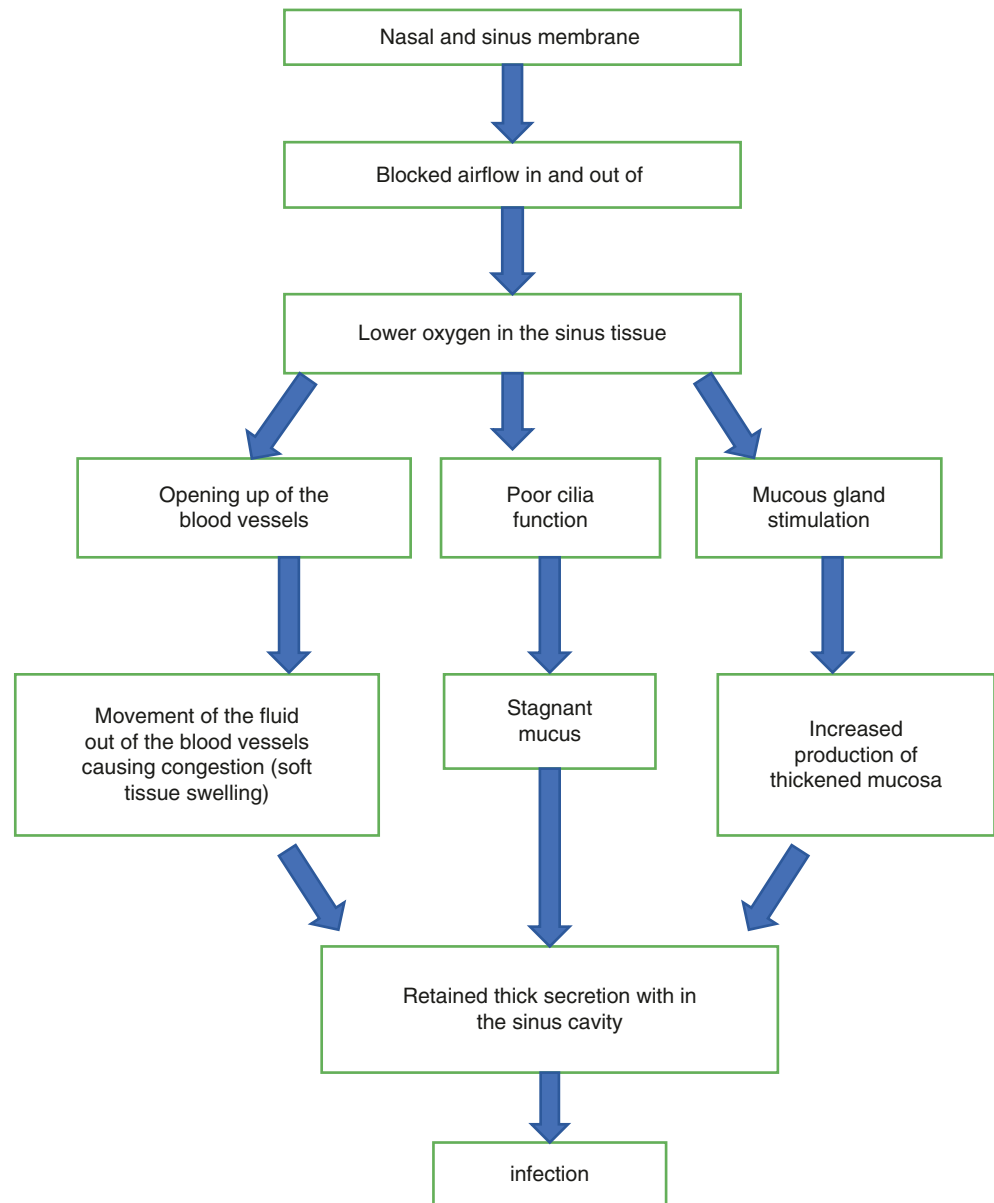 Nasal and sinus membrane
Blocked airflow in and out of
Lower oxygen in the sinus tissue
Opening up of the
blood vessels
Poor cilia
function
Mucous gland
stimulation
Movement of the fluid
out of the blood vessels
causing congestion (soft
tissue swelling)
Stagnant
mucus
Increased
production of
thickened mucosa
Retained thick secretion with in
the sinus cavity
infection